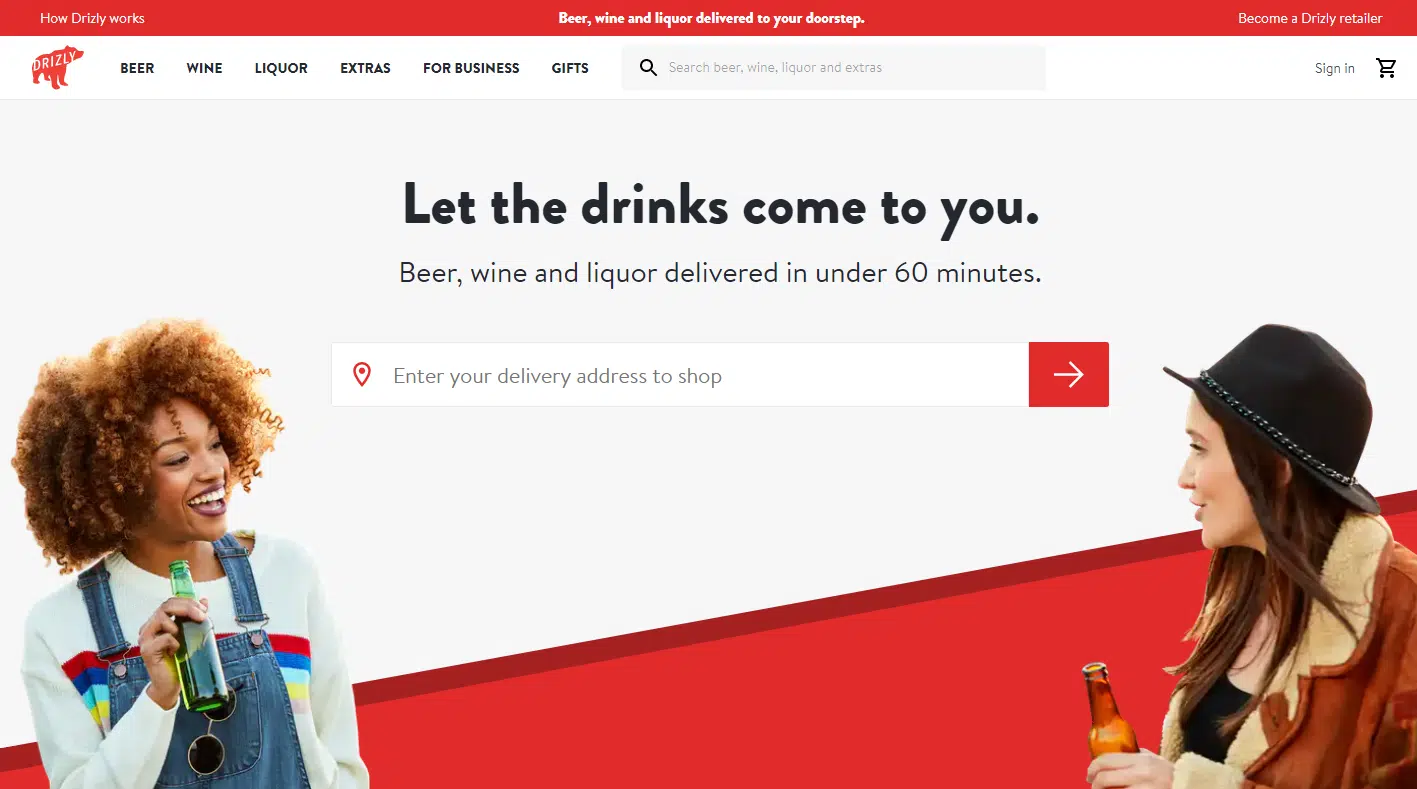 How Drizly works
Beer, wine and liquor delivered to your doorstep.
Become a Drizly retailer
DRIZLY
BEER
WINE
LIQUOR
EXTRAS
FOR BUSINESS
GIFTS
Search beer, wine, liquor and extras
Sign in
Let the drinks come to you.
Beer, wine and liquor delivered in under 60 minutes.
Enter your delivery address to shop